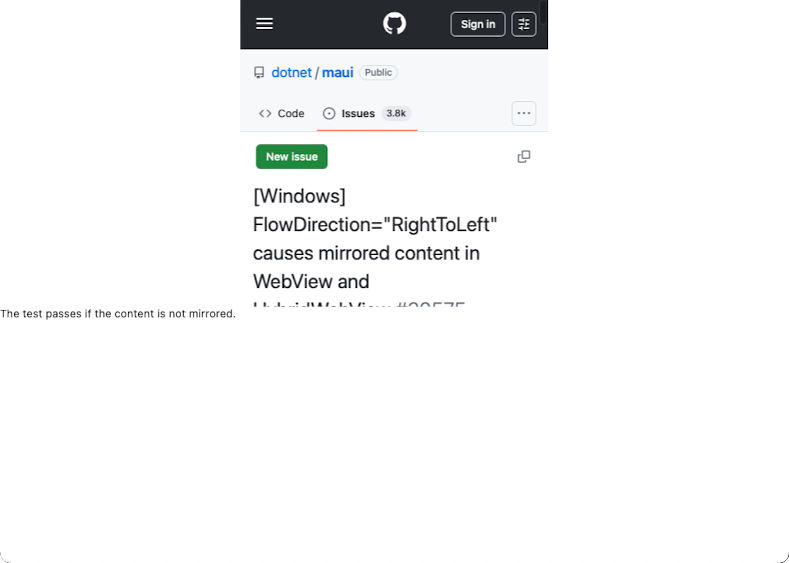 Sign in
dotnet / maui Public
Code Issues 3.8k
New issue
[Windows]
FlowDirection="RightToLeft"
causes mirrored content in
WebView and
HybridWebView
The test passes if the content is not mirrored.